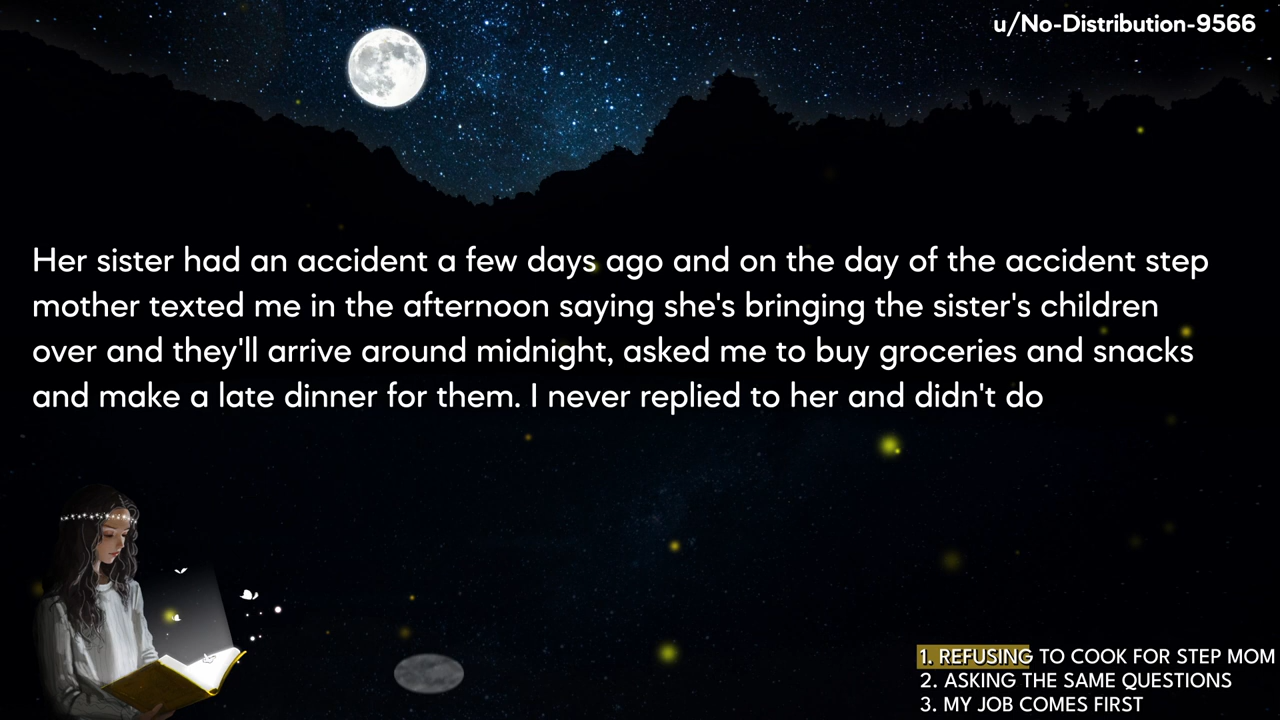 u/No-Distribution-9566
Her sister had an accident a few days ago and on the day of the accident step
mother texted me in the afternoon saying she's bringing the sister's children
over and they'll arrive around midnight, asked me to buy groceries and snacks
and make a late dinner for them. I never replied to her and didn't do
1. REFUSING TO COOK FOR STEP MOM
2. ASKING THE SAME QUESTIONS
3. MY JOB COMES FIRST